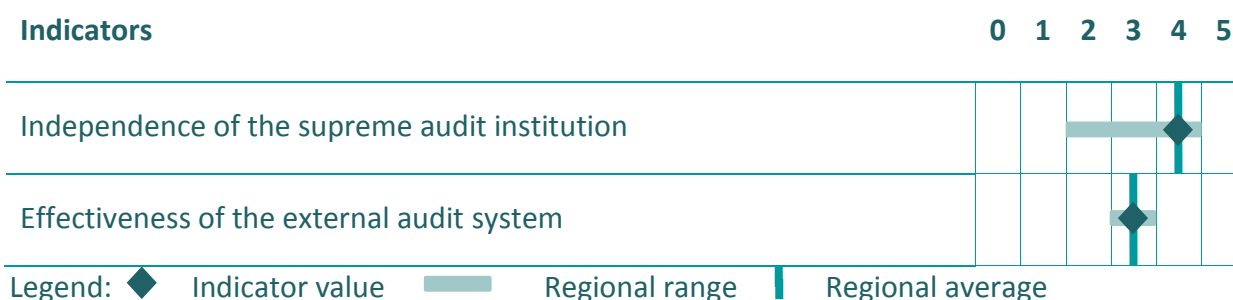 Indicators 0 1 2 3 4 5
Independence of the supreme audit institution
Effectiveness of the external audit system
Legend: Indicator value Regional range Regional average